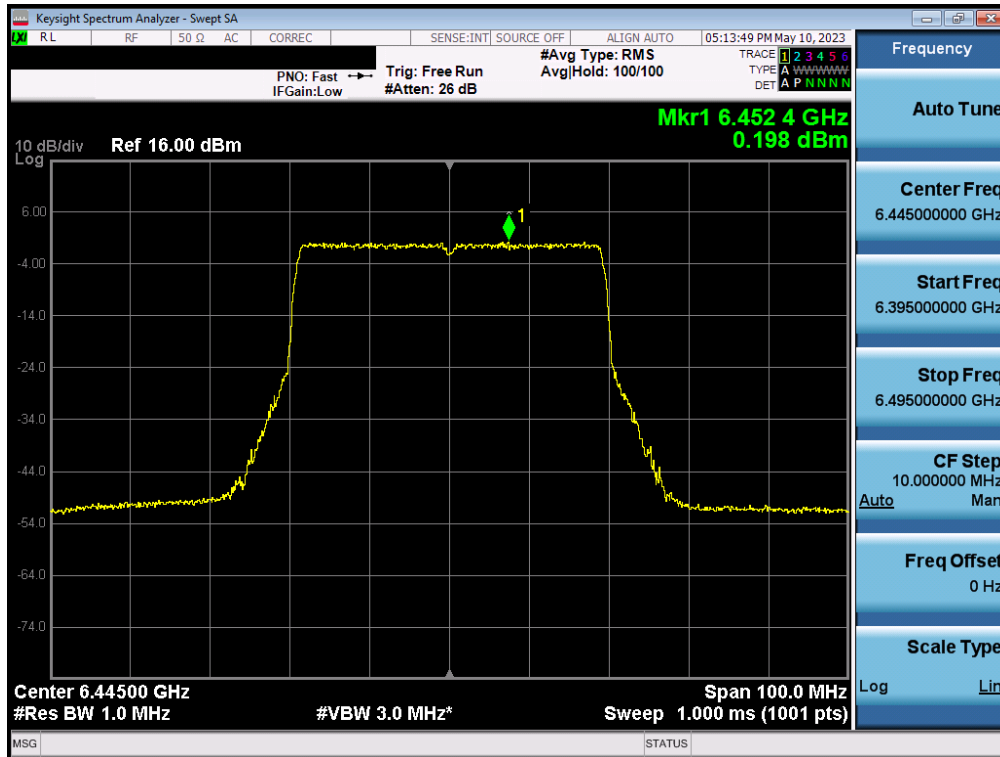 Keysight Spectrum Analyzer - Swept SA
LXI RL RF 50 Ω AC CORREC SENSE:INT SOURCE OFF ALIGN AUTO 05:13:49 PM May 10, 2023
PNO: Fast
IFGain:Low
Trig: Free Run
#Atten: 26 dB
#Avg Type: RMS
Avg|Hold: 100/100
TRACE 1 2 3 4 5 6
TYPE A WWWWW
DET A P N N N N
Mkr1 6.452 4 GHz
0.198 dBm
10 dB/div
Log
Ref 16.00 dBm
6.00
-4.00
-14.0
-24.0
-34.0
-44.0
-54.0
-64.0
-74.0
1
Center 6.44500 GHz
#Res BW 1.0 MHz
#VBW 3.0 MHz*
Span 100.0 MHz
Sweep 1.000 ms (1001 pts)
MSG
STATUS
Frequency
Auto Tune
Center Freq
6.445000000 GHz
Start Freq
6.395000000 GHz
Stop Freq
6.495000000 GHz
CF Step
10.000000 MHz
Auto Man
Freq Offset
0 Hz
Scale Type
Log Lin